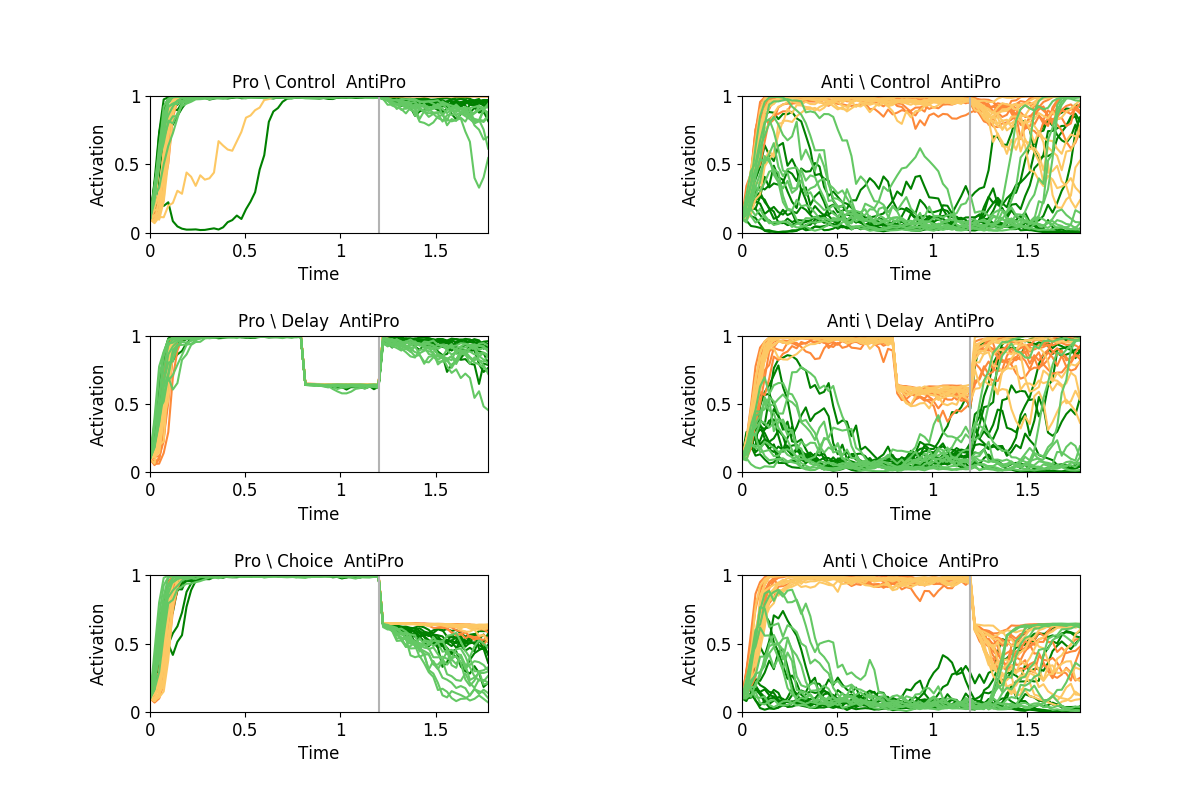 Pro \ Control  AntiPro
Activation
1
0.5
0
0
0.5
1
1.5
Time
Anti \ Control  AntiPro
Activation
1
0.5
0
0
0.5
1
1.5
Time
Pro \ Delay  AntiPro
Activation
1
0.5
0
0
0.5
1
1.5
Time
Anti \ Delay  AntiPro
Activation
1
0.5
0
0
0.5
1
1.5
Time
Pro \ Choice  AntiPro
Activation
1
0.5
0
0
0.5
1
1.5
Time
Anti \ Choice  AntiPro
Activation
1
0.5
0
0
0.5
1
1.5
Time